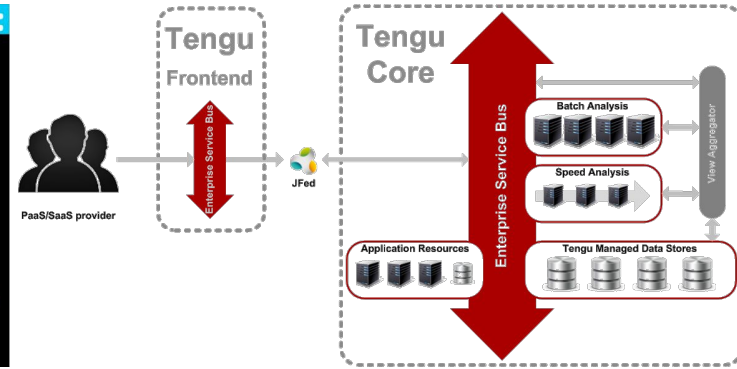 Tengu
Frontend
Enterprise Service Bus
PaaS/SaaS provider
JFed
Tengu
Core
Enterprise Service Bus
Batch Analysis
Speed Analysis
View Aggregator
Application Resources
Tengu Managed Data Stores